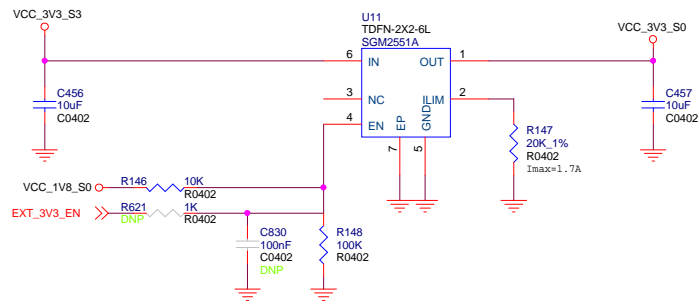 VCC_3V3_S3
U11
TDFN-2X2-6L
SGM2551A
VCC_3V3_S0
6
IN
OUT
1
C456
10uF
C0402
3
NC
ILIM
2
C457
10uF
C0402
4
EN
EP
GND
7
5
R147
20K_1%
R0402
Imax=1.7A
VCC_1V8_S0
R146
10K
R0402
EXT_3V3_EN
R621
1K
DNP
R0402
C830
100nF
C0402
DNP
R148
100K
R0402